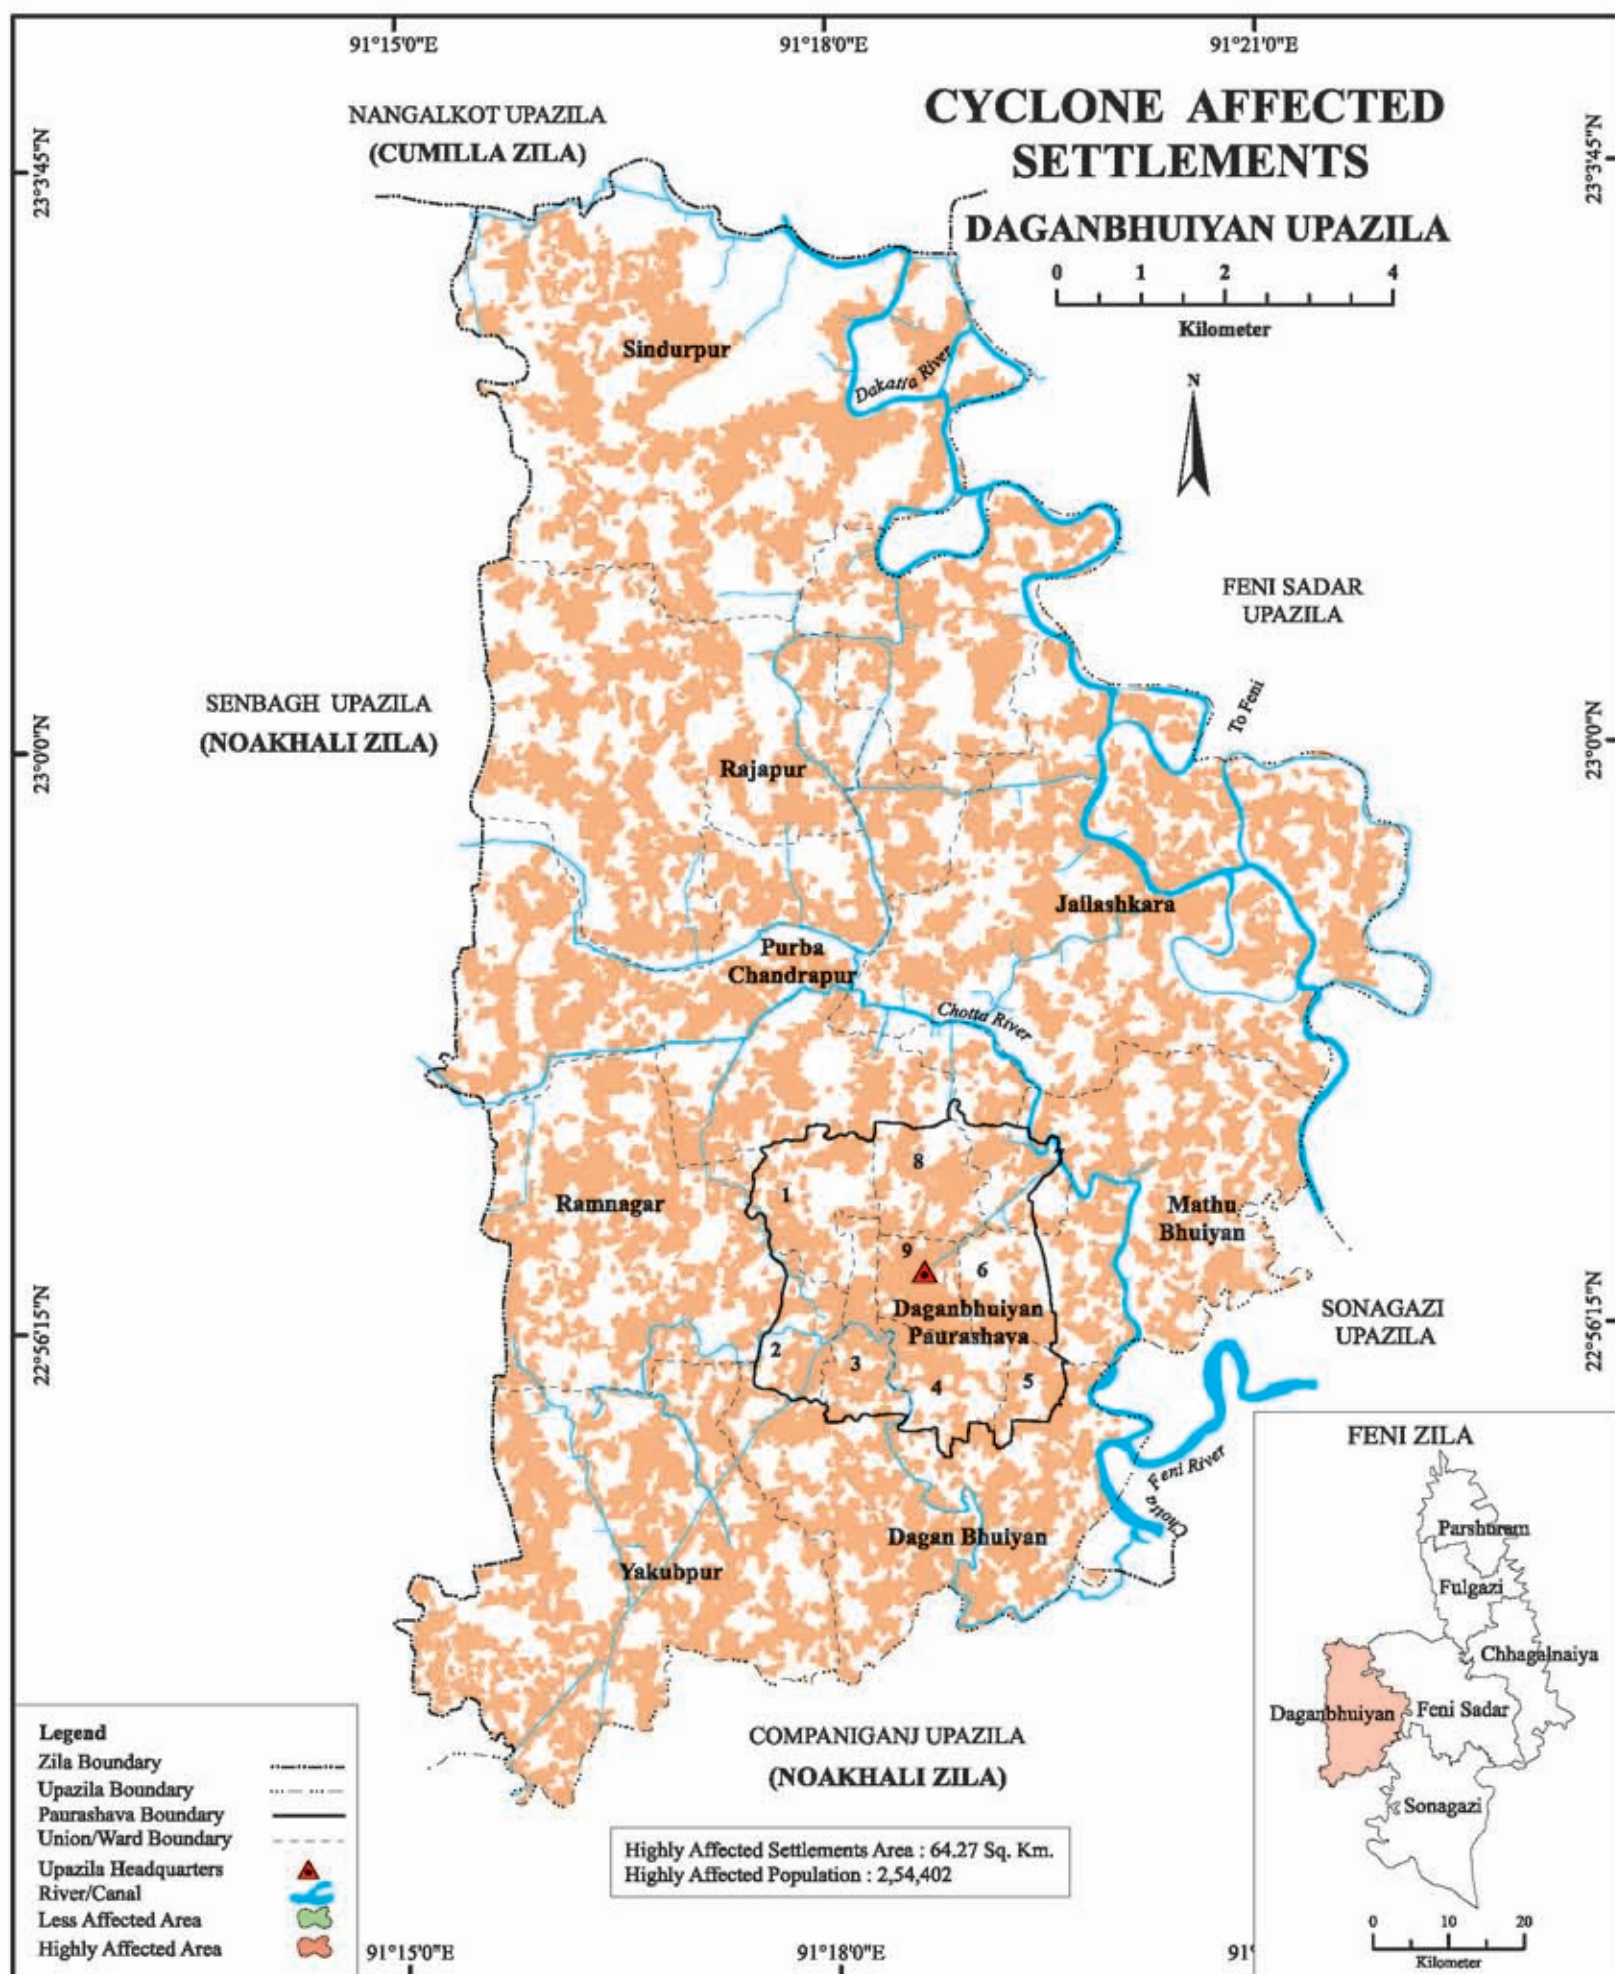 91°15'0"E
91°18'0"E
91°21'0"E
CYCLONE AFFECTED
SETTLEMENTS
DAGANBHUIYAN UPAZILA
0 1 2 4
Kilometer
N
NANGALKOT UPAZILA
(CUMILLA ZILA)
23°3'45"N
23°3'45"N
Sindurpur
Dakatia River
FENI SADAR
UPAZILA
To Feni
SENBAGH UPAZILA
(NOAKHALI ZILA)
23°0'0"N
23°0'0"N
Rajapur
Jailashkara
Purba
Chandrapur
Chotta River
8
1
Ramnagar
Mathu
Bhuiyan
9
6
Daganbhuiyan
Paurashava
SONAGAZI
UPAZILA
22°56'15"N
22°56'15"N
2
3
4
5
Chotta Feni River
Dagan Bhuiyan
Yakubpur
COMPANIGANJ UPAZILA
(NOAKHALI ZILA)
Highly Affected Settlements Area : 64.27 Sq. Km.
Highly Affected Population : 2,54,402
Legend
Zila Boundary
Upazila Boundary
Paurashava Boundary
Union/Ward Boundary
Upazila Headquarters
River/Canal
Less Affected Area
Highly Affected Area
91°15'0"E
91°18'0"E
91°
FENI ZILA
Parshuram
Fulgazi
Chhagalnaiya
Daganbhuiyan
Feni Sadar
Sonagazi
0 10 20
Kilometer